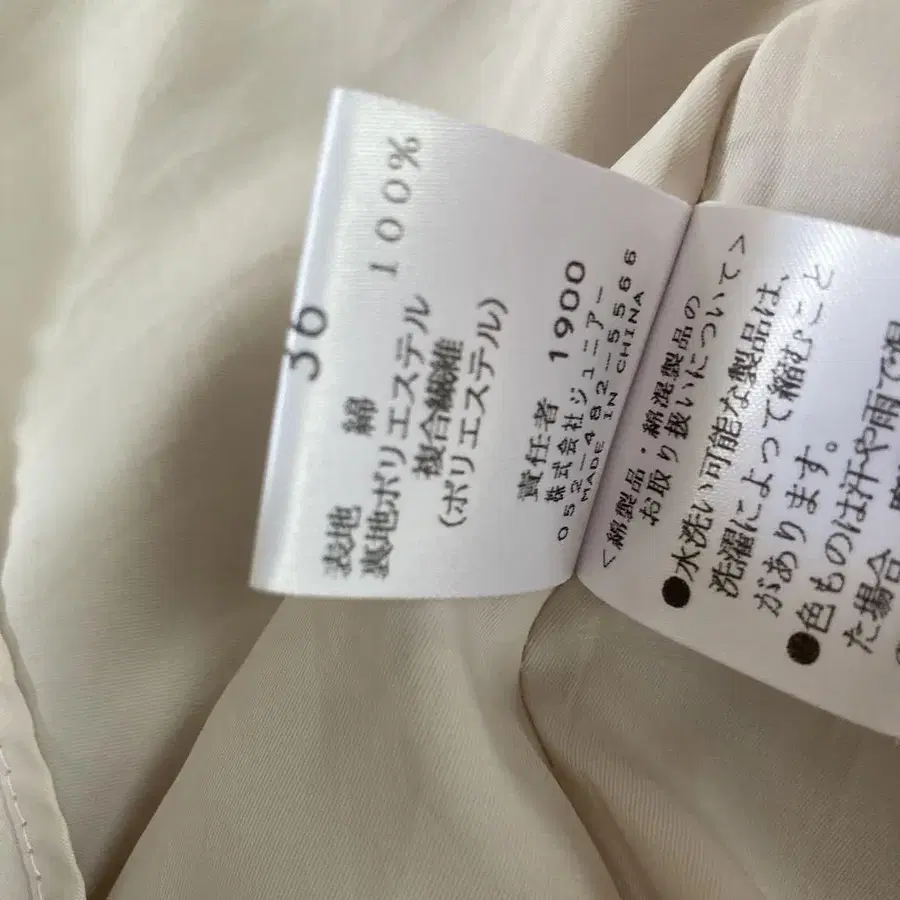 36
表地 綿 100%
裏地ポリエステル
複合繊維
(ポリエステル)
責任者 1900
株式会社ジュニアー
052-482-5566
MADE IN CHINA
<綿製品・綿混製品の
お取り扱いについて>
●水洗い可能な製品は、
洗濯によって縮むこと
があります。
●色ものは汗や雨で湿
た場合